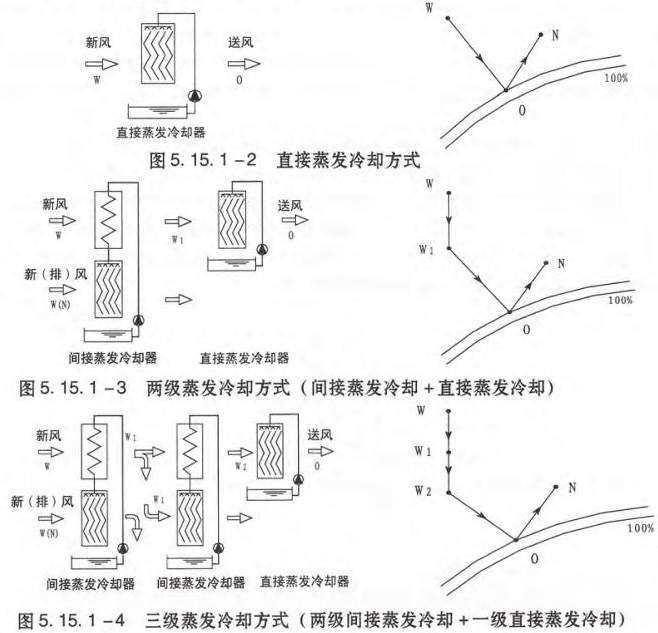 新风
W
送风
O
直接蒸发冷却器
W
N
O
100%
图5.15.1-2 直接蒸发冷却方式
新风
W
W1
送风
O
新（排）风
W(N)
间接蒸发冷却器
直接蒸发冷却器
W
W1
N
O
100%
图5.15.1-3 两级蒸发冷却方式（间接蒸发冷却+直接蒸发冷却）
新风
W
W1
W2
送风
O
新（排）风
W(N)
W1
间接蒸发冷却器
间接蒸发冷却器
直接蒸发冷却器
W
W1
W2
N
O
100%
图5.15.1-4 三级蒸发冷却方式（两级间接蒸发冷却+一级直接蒸发冷却）